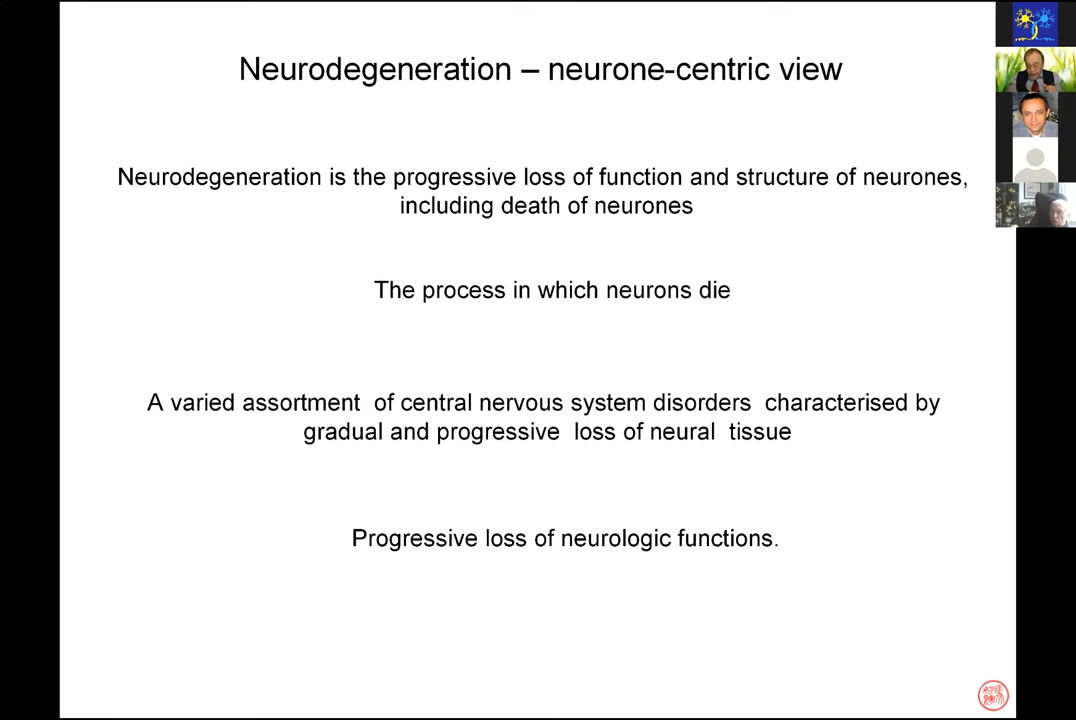 Neurodegeneration – neurone-centric view
Neurodegeneration is the progressive loss of function and structure of neurones,
including death of neurones
The process in which neurons die
A varied assortment  of central nervous system disorders  characterised by
gradual and progressive  loss of neural  tissue
Progressive loss of neurologic functions.